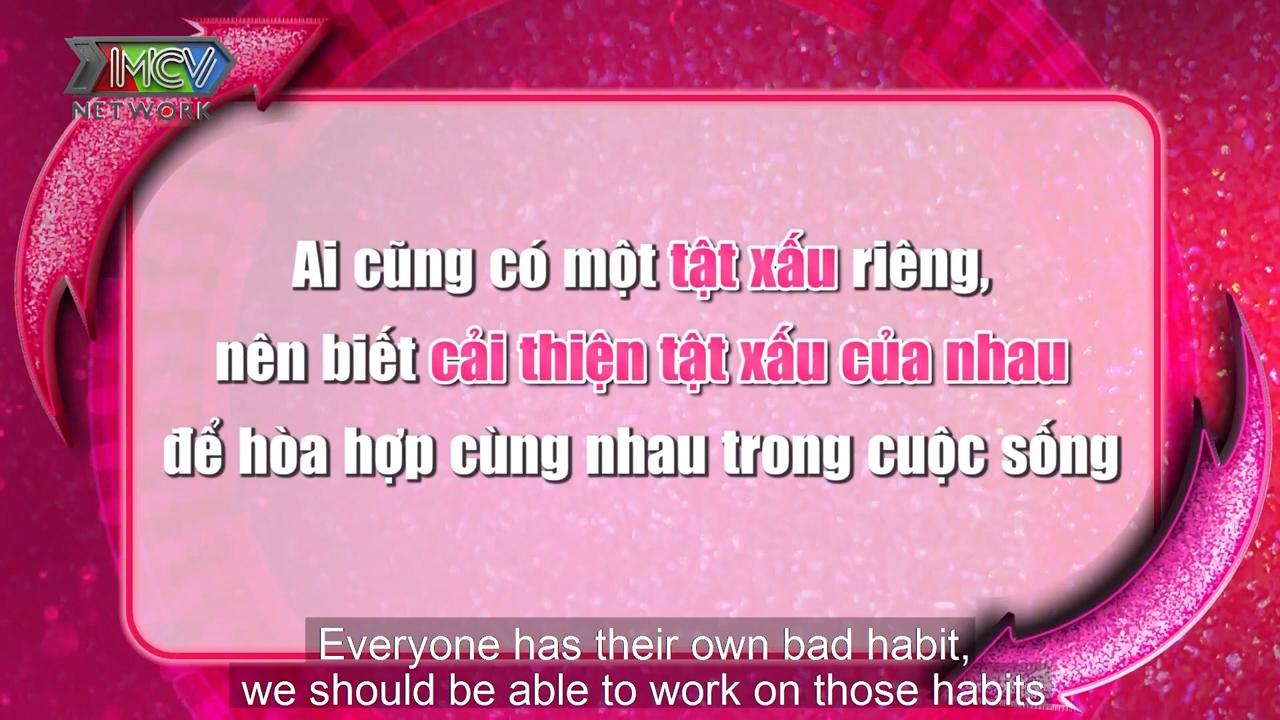 MCV
NETWORK
Ai cũng có một tật xấu riêng,
nên biết cải thiện tật xấu của nhau
để hòa hợp cùng nhau trong cuộc sống
Everyone has their own bad habit,
we should be able to work on those habits